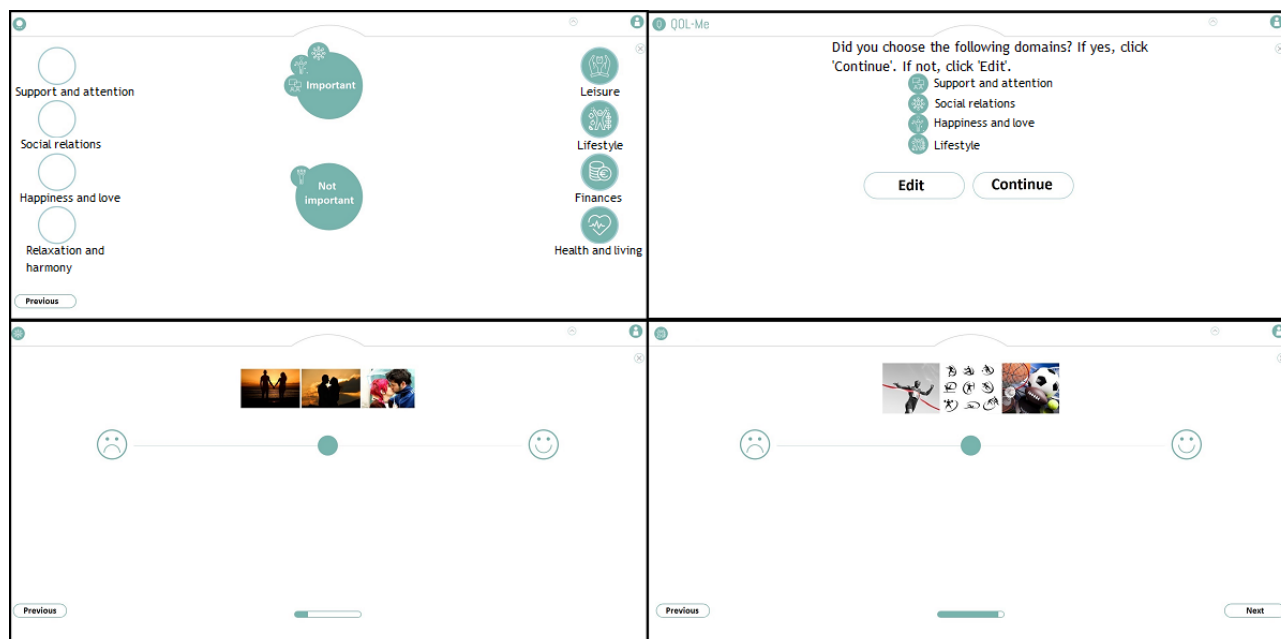 Important
Support and attention
Leisure
Social relations
Lifestyle
Not
important
Happiness and love
Finances
Relaxation and
harmony
Health and living
Previous
QOL-Me
Did you choose the following domains? If yes, click
'Continue'. If not, click 'Edit'.
Support and attention
Social relations
Happiness and love
Lifestyle
Edit
Continue
Previous
Previous
Next